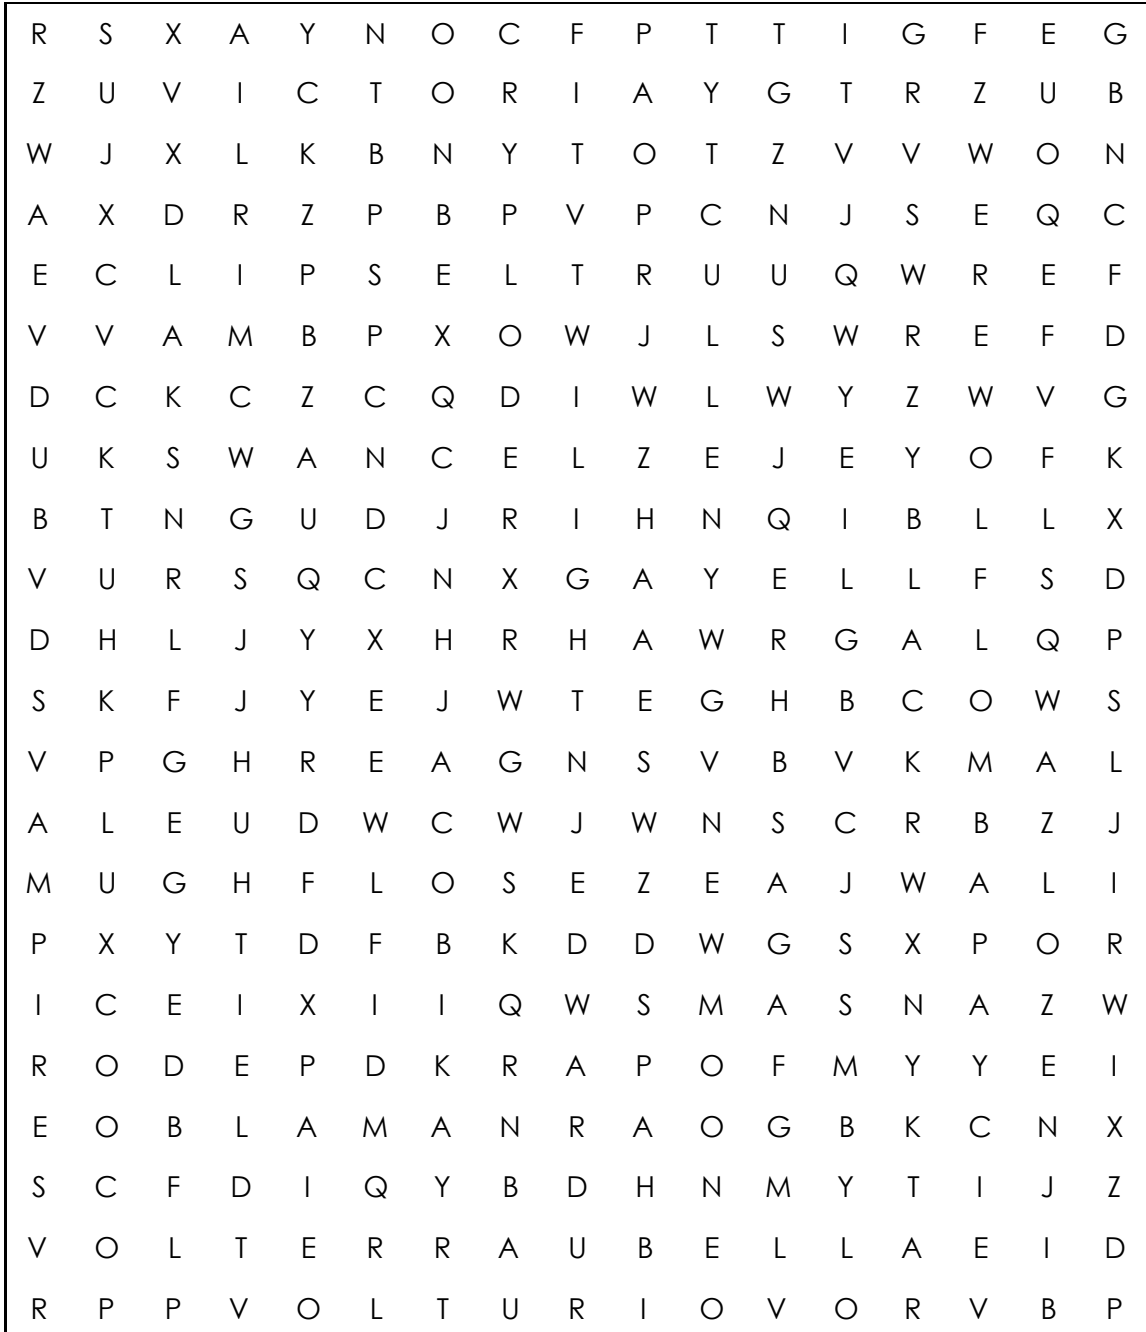 R S X A Y N O C F P T T I G F E G
Z U V I C T O R I A Y G T R Z U B
W J X L K B N Y T O T Z V V W O N
A X D R Z P B P V P C N J S E Q C
E C L I P S E L T R U U Q W R E F
V V A M B P X O W J L S W R E F D
D C K C Z C Q D I W L W Y Z W V G
U K S W A N C E L Z E J E Y O F K
B T N G U D J R I H N Q I B L L X
V U R S Q C N X G A Y E L L F S D
D H L J Y X H R H A W R G A L Q P
S K F J Y E J W T E G H B C O W S
V P G H R E A G N S V B V K M A L
A L E U D W C W J W N S C R B Z J
M U G H F L O S E Z E A J W A L I
P X Y T D F B K D D W G S X P O R
I C E I X I I Q W S M A S N A Z W
R O D E P D K R A P O F M Y Y E I
E O B L A M A N R A O G B K C N X
S C F D I Q Y B D H N M Y T I J Z
V O L T E R R A U B E L L A E I D
R P P V O L T U R I O V O R V B P